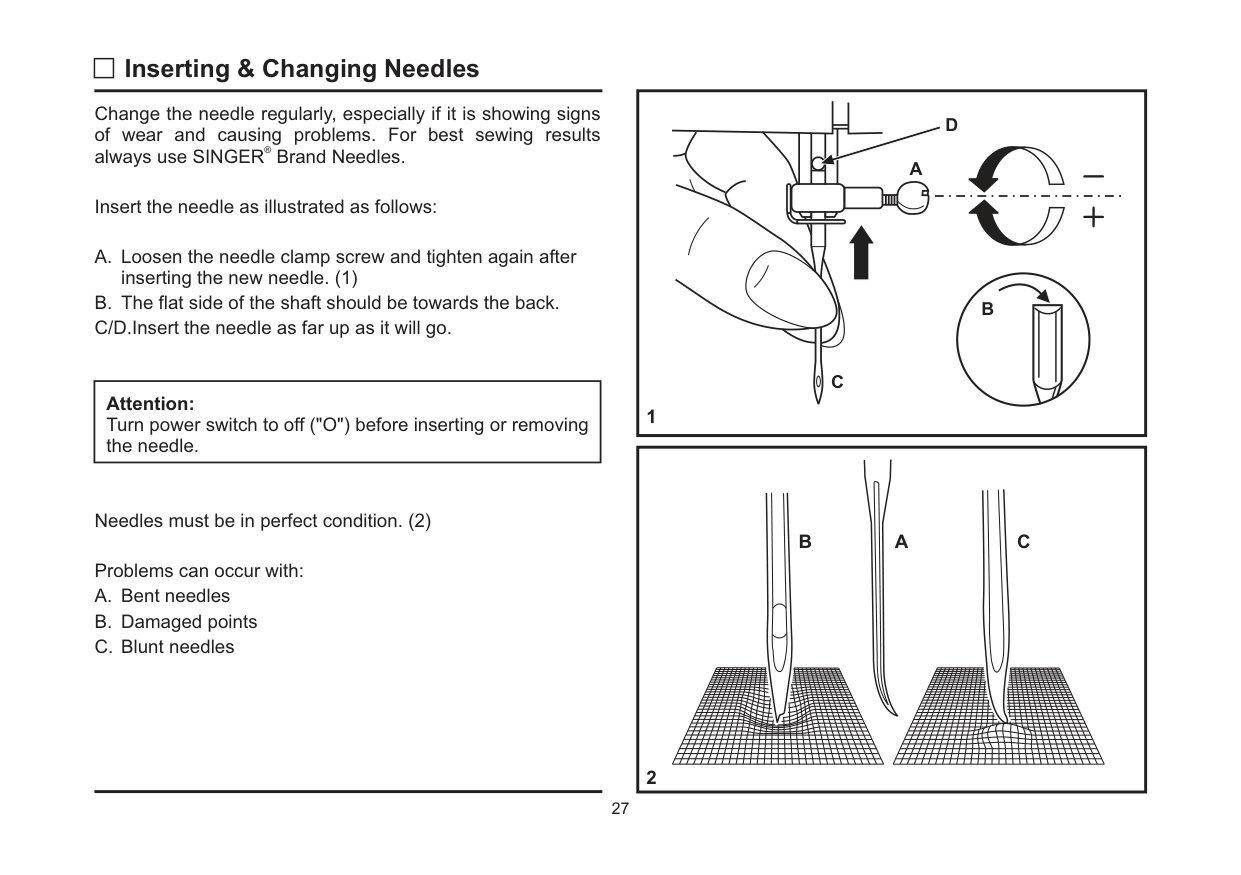 Inserting & Changing Needles
Change the needle regularly, especially if it is showing signs
of wear and causing problems. For best sewing results
always use SINGER® Brand Needles.
Insert the needle as illustrated as follows:
A. Loosen the needle clamp screw and tighten again after
inserting the new needle. (1)
B. The flat side of the shaft should be towards the back.
C/D.Insert the needle as far up as it will go.
Attention:
Turn power switch to off ("O") before inserting or removing
the needle.
Needles must be in perfect condition. (2)
Problems can occur with:
A. Bent needles
B. Damaged points
C. Blunt needles
D
A
–
+
B
C
1
B
A
C
2
27